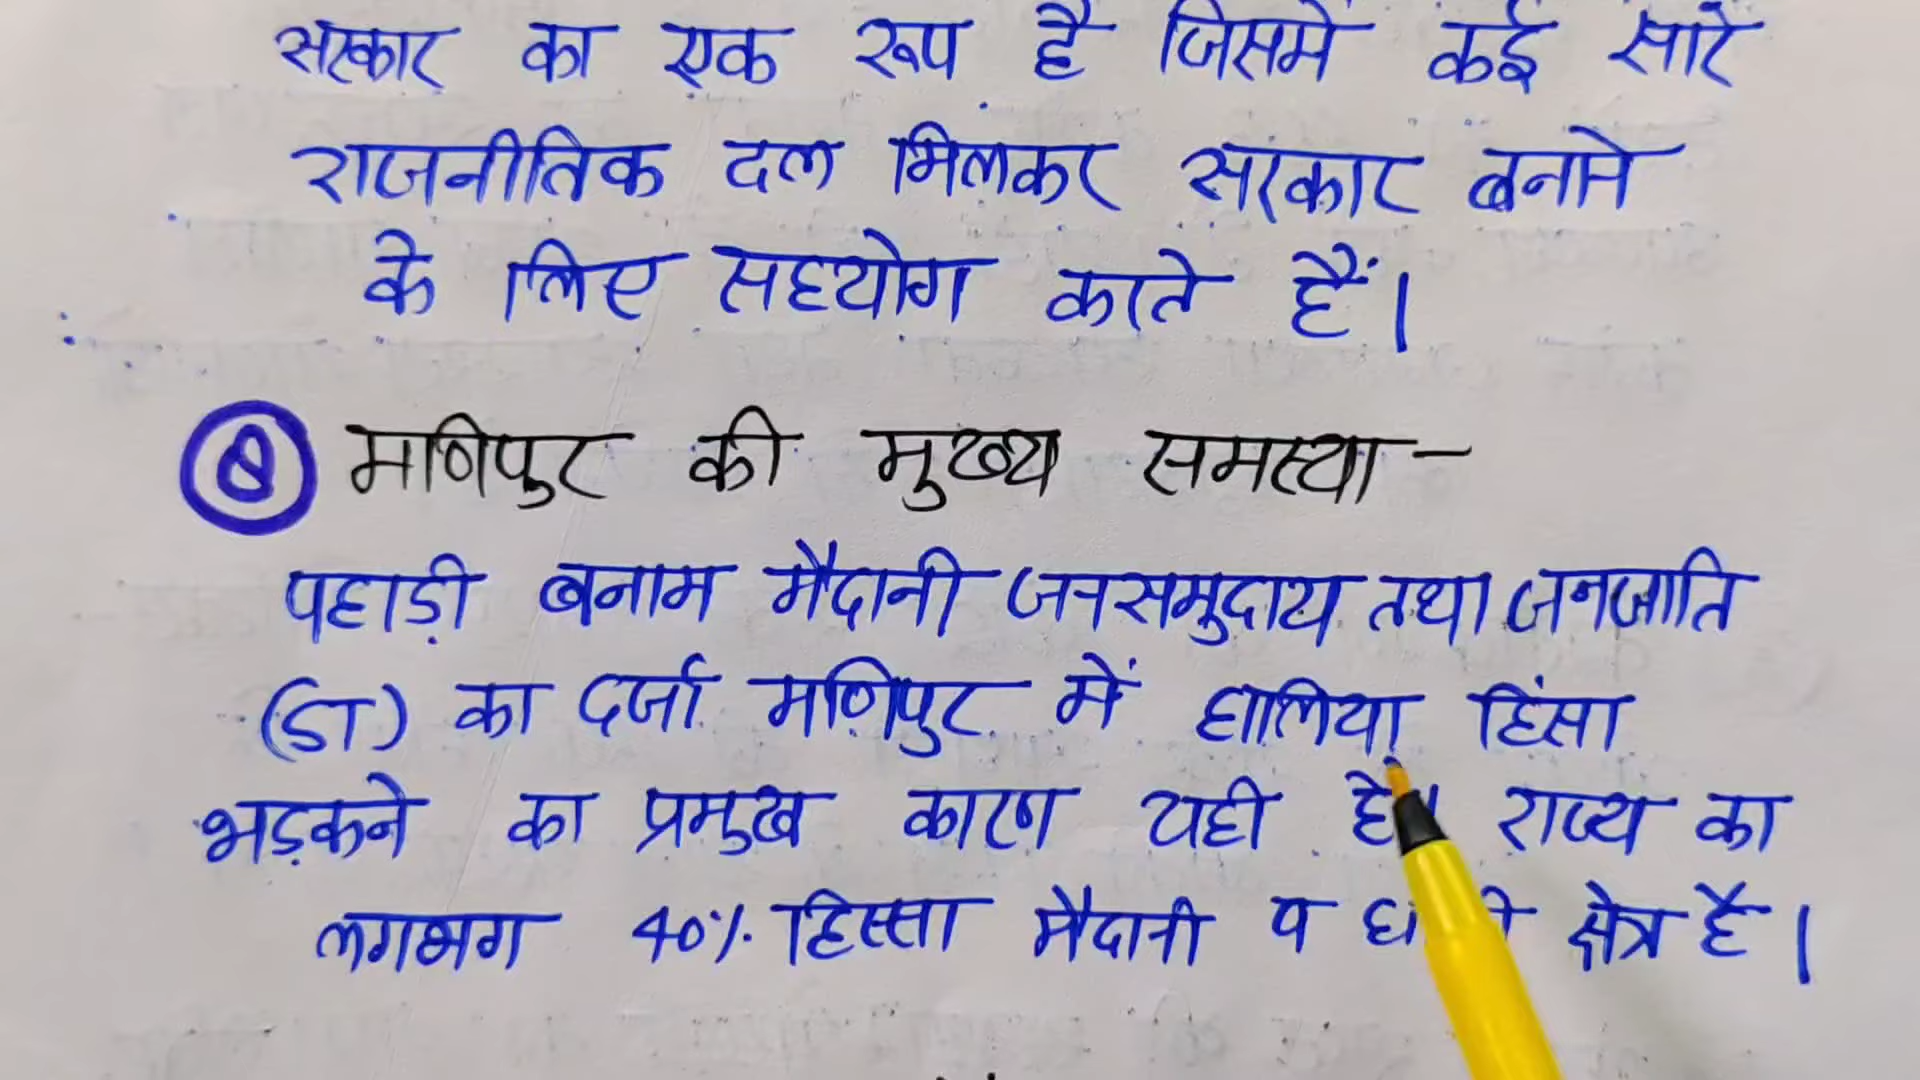 सरकार का एक रूप है जिसमें कई सारे
राजनीतिक दल मिलकर सरकार बनाने
के लिए सहयोग करते हैं।
मणिपुर की मुख्य समस्या -
पहाड़ी बनाम मैदानी जनसमुदाय तथा जनजाति
(ST) का दर्जा मणिपुर में हालिया हिंसा
भड़कने का प्रमुख कारण यही है। राज्य का
लगभग 40% हिस्सा मैदानी व क्षेत्र है।